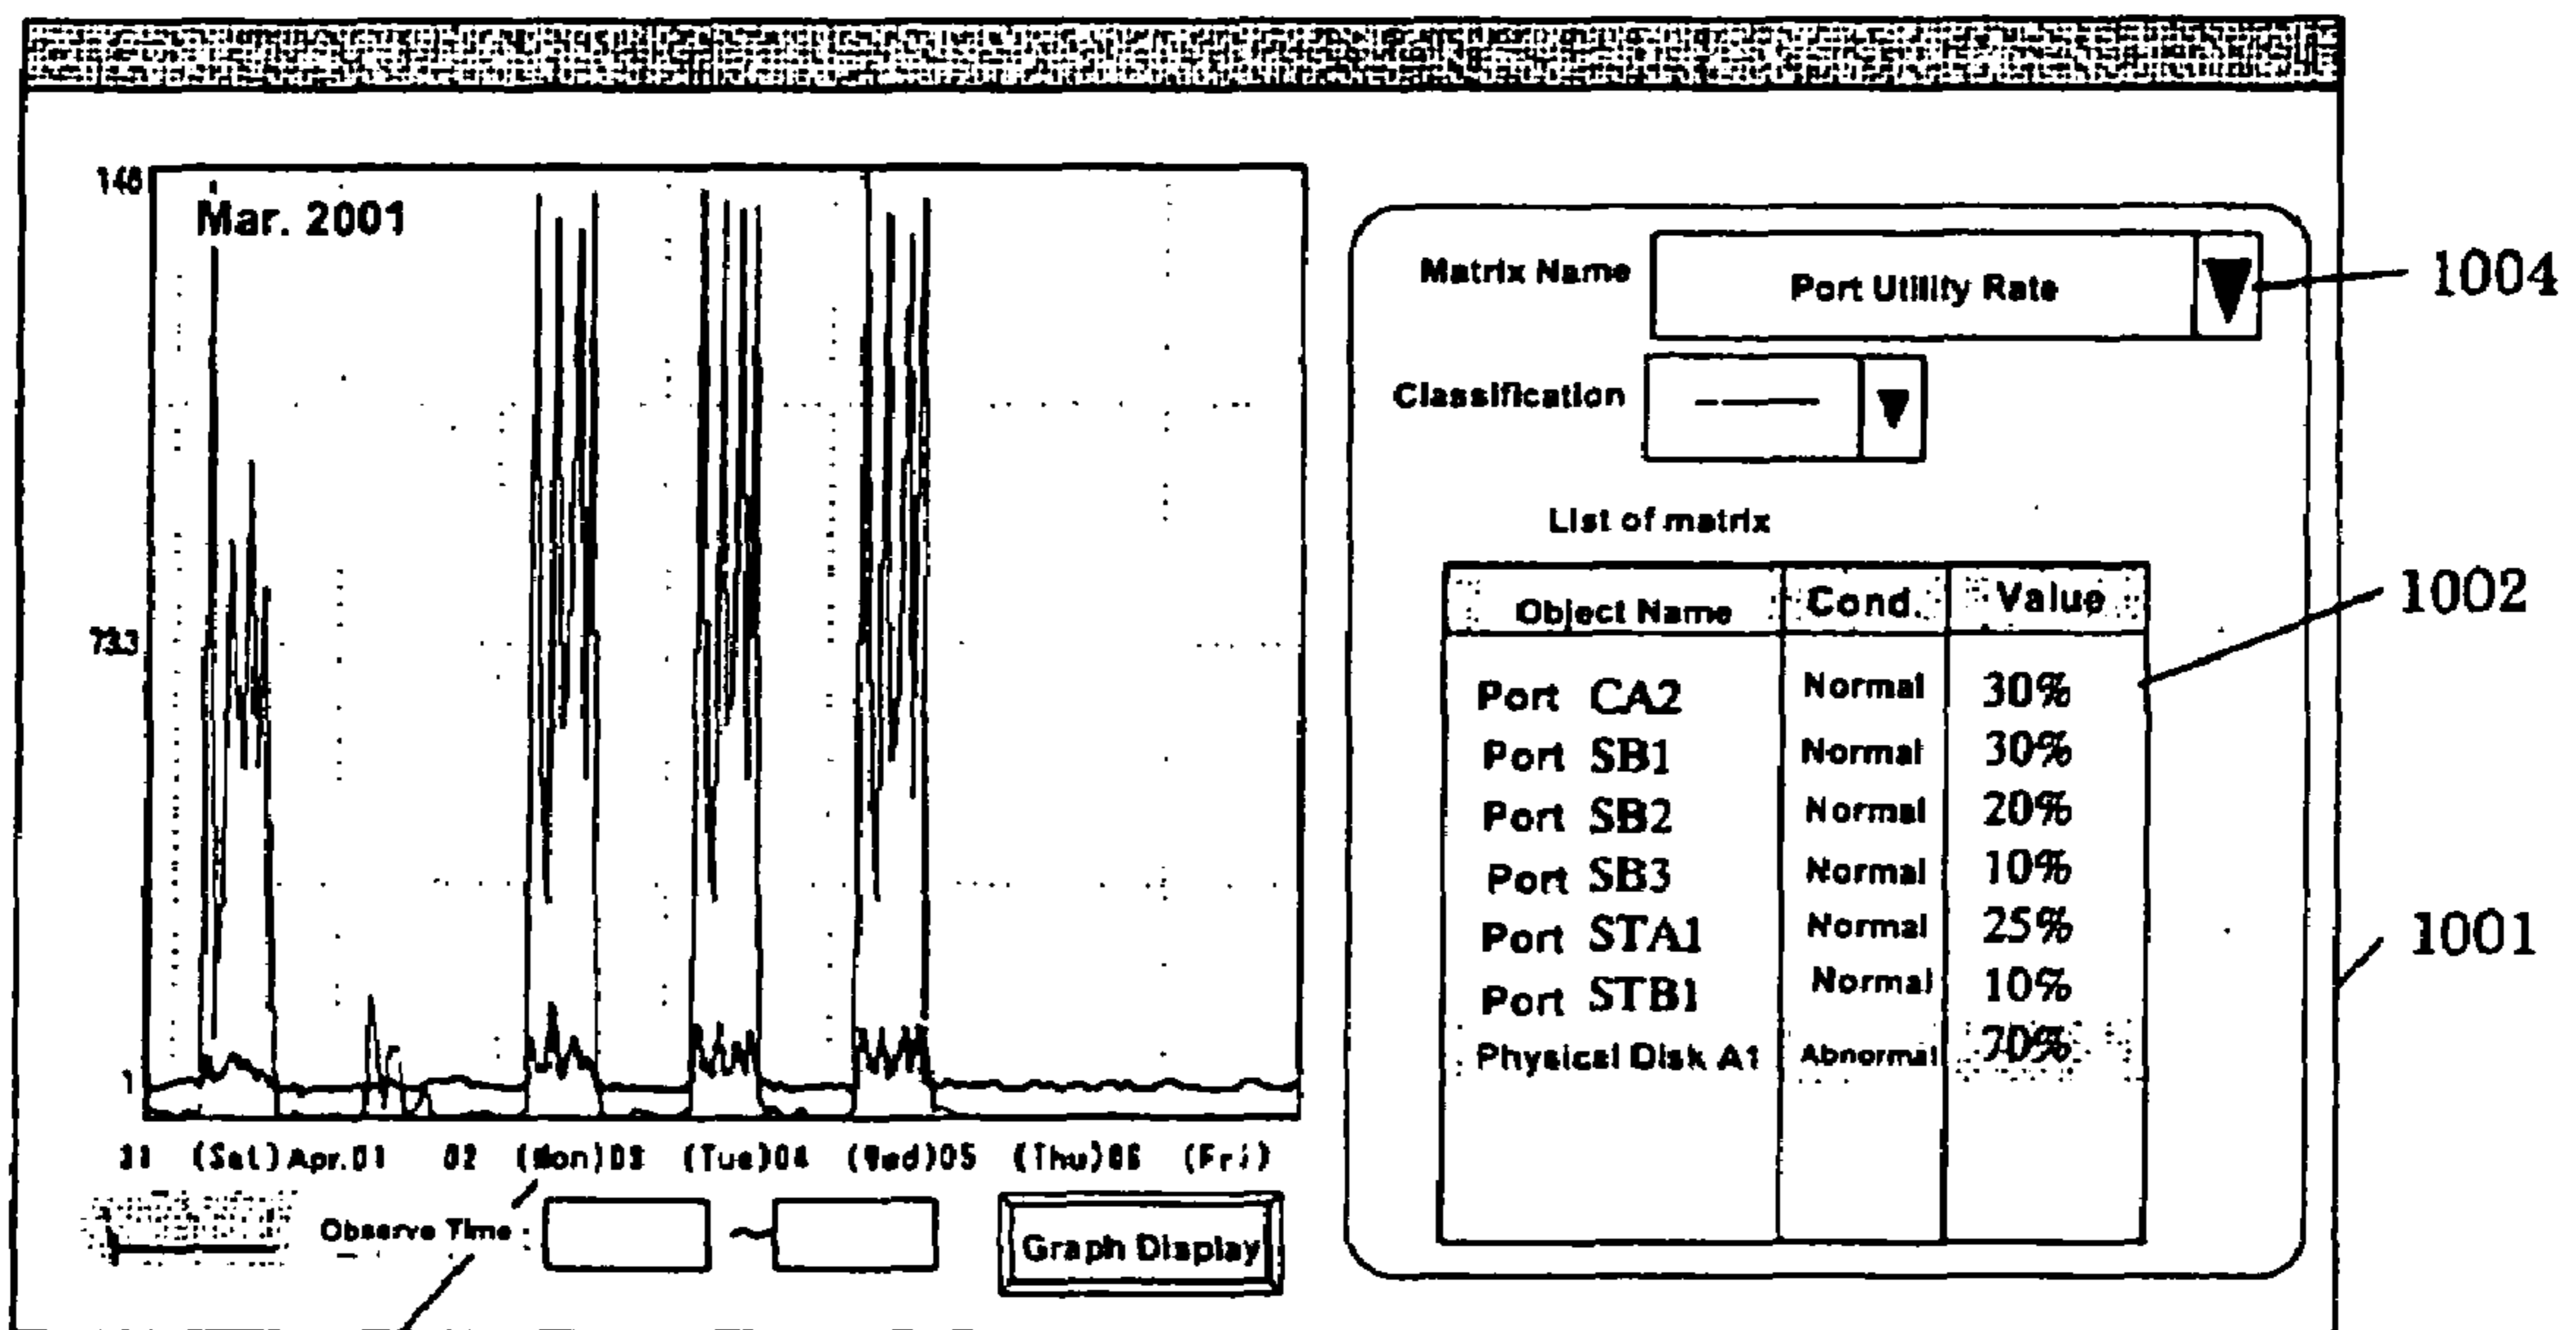 146
Mar. 2001
73.3
1
31 (Sat) Apr.01 02 (Mon)03 (Tue)04 (Wed)05 (Thu)06 (Fri)
Observe Time :
~
Graph Display
Matrix Name
Port Utility Rate
1004
Classification
List of matrix
Object Name Cond. Value
1002
Port CA2 Normal 30%
Port SB1 Normal 30%
Port SB2 Normal 20%
Port SB3 Normal 10%
Port STA1 Normal 25%
1001
Port STB1 Normal 10%
Physical Disk A1 Abnormal 70%